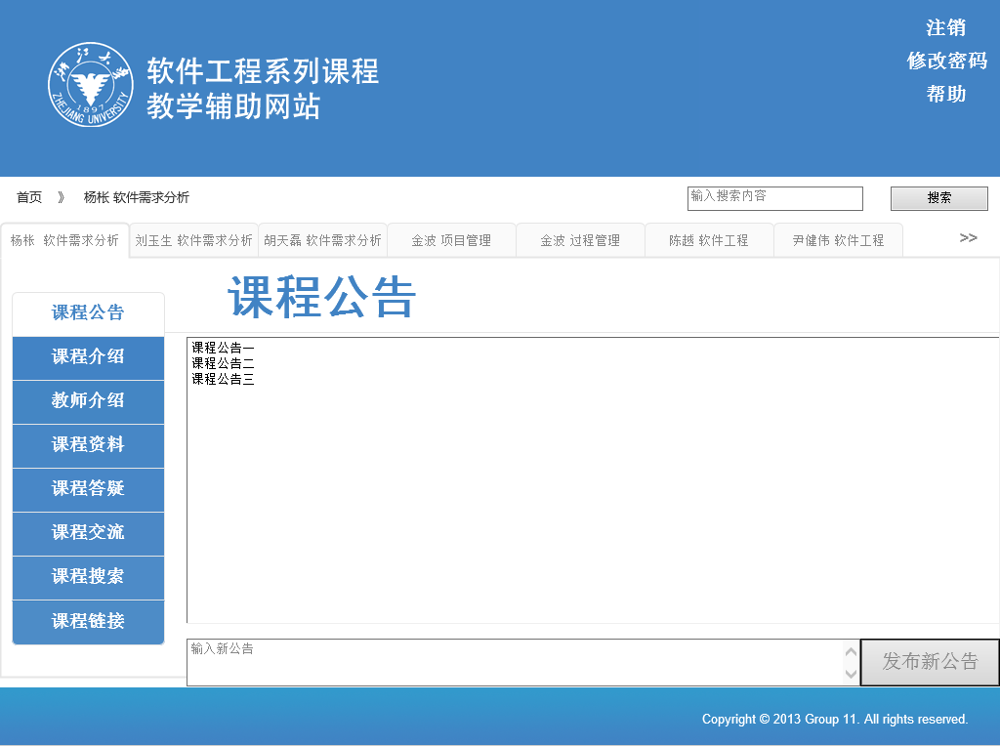 注销
修改密码
帮助
浙江大学
1897
ZHEJIANG UNIVERSITY
软件工程系列课程
教学辅助网站
首页 》 杨枨 软件需求分析
输入搜索内容
搜索
杨枨 软件需求分析
刘玉生 软件需求分析
胡天磊 软件需求分析
金波 项目管理
金波 过程管理
陈越 软件工程
尹健伟 软件工程
>>
课程公告
课程介绍
教师介绍
课程资料
课程答疑
课程交流
课程搜索
课程链接
课程公告
课程公告一
课程公告二
课程公告三
输入新公告
发布新公告
Copyright © 2013 Group 11. All rights reserved.